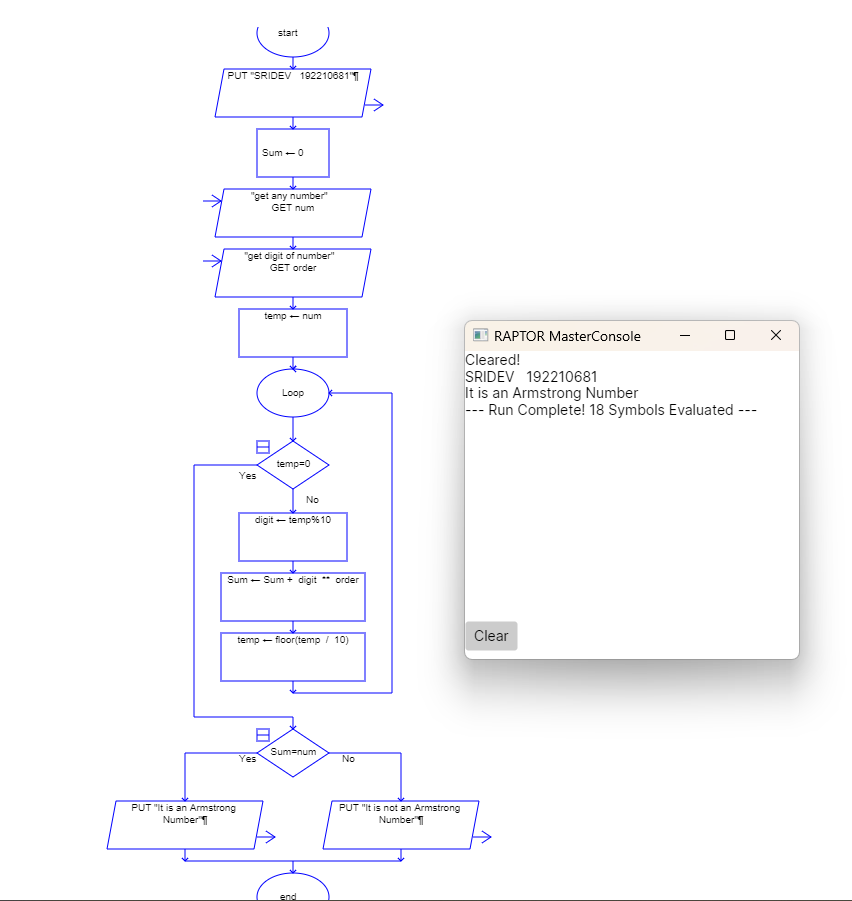 start
PUT "SRIDEV   192210681"¶
Sum ← 0
"get any number"
GET num
"get digit of number"
GET order
temp ← num
Loop
temp=0
Yes
No
digit ← temp%10
Sum ← Sum +  digit  **  order
temp ← floor(temp  /  10)
Sum=num
Yes
No
PUT "It is an Armstrong
Number"¶
PUT "It is not an Armstrong
Number"¶
end
RAPTOR MasterConsole
Cleared!
SRIDEV   192210681
It is an Armstrong Number
--- Run Complete! 18 Symbols Evaluated ---
Clear